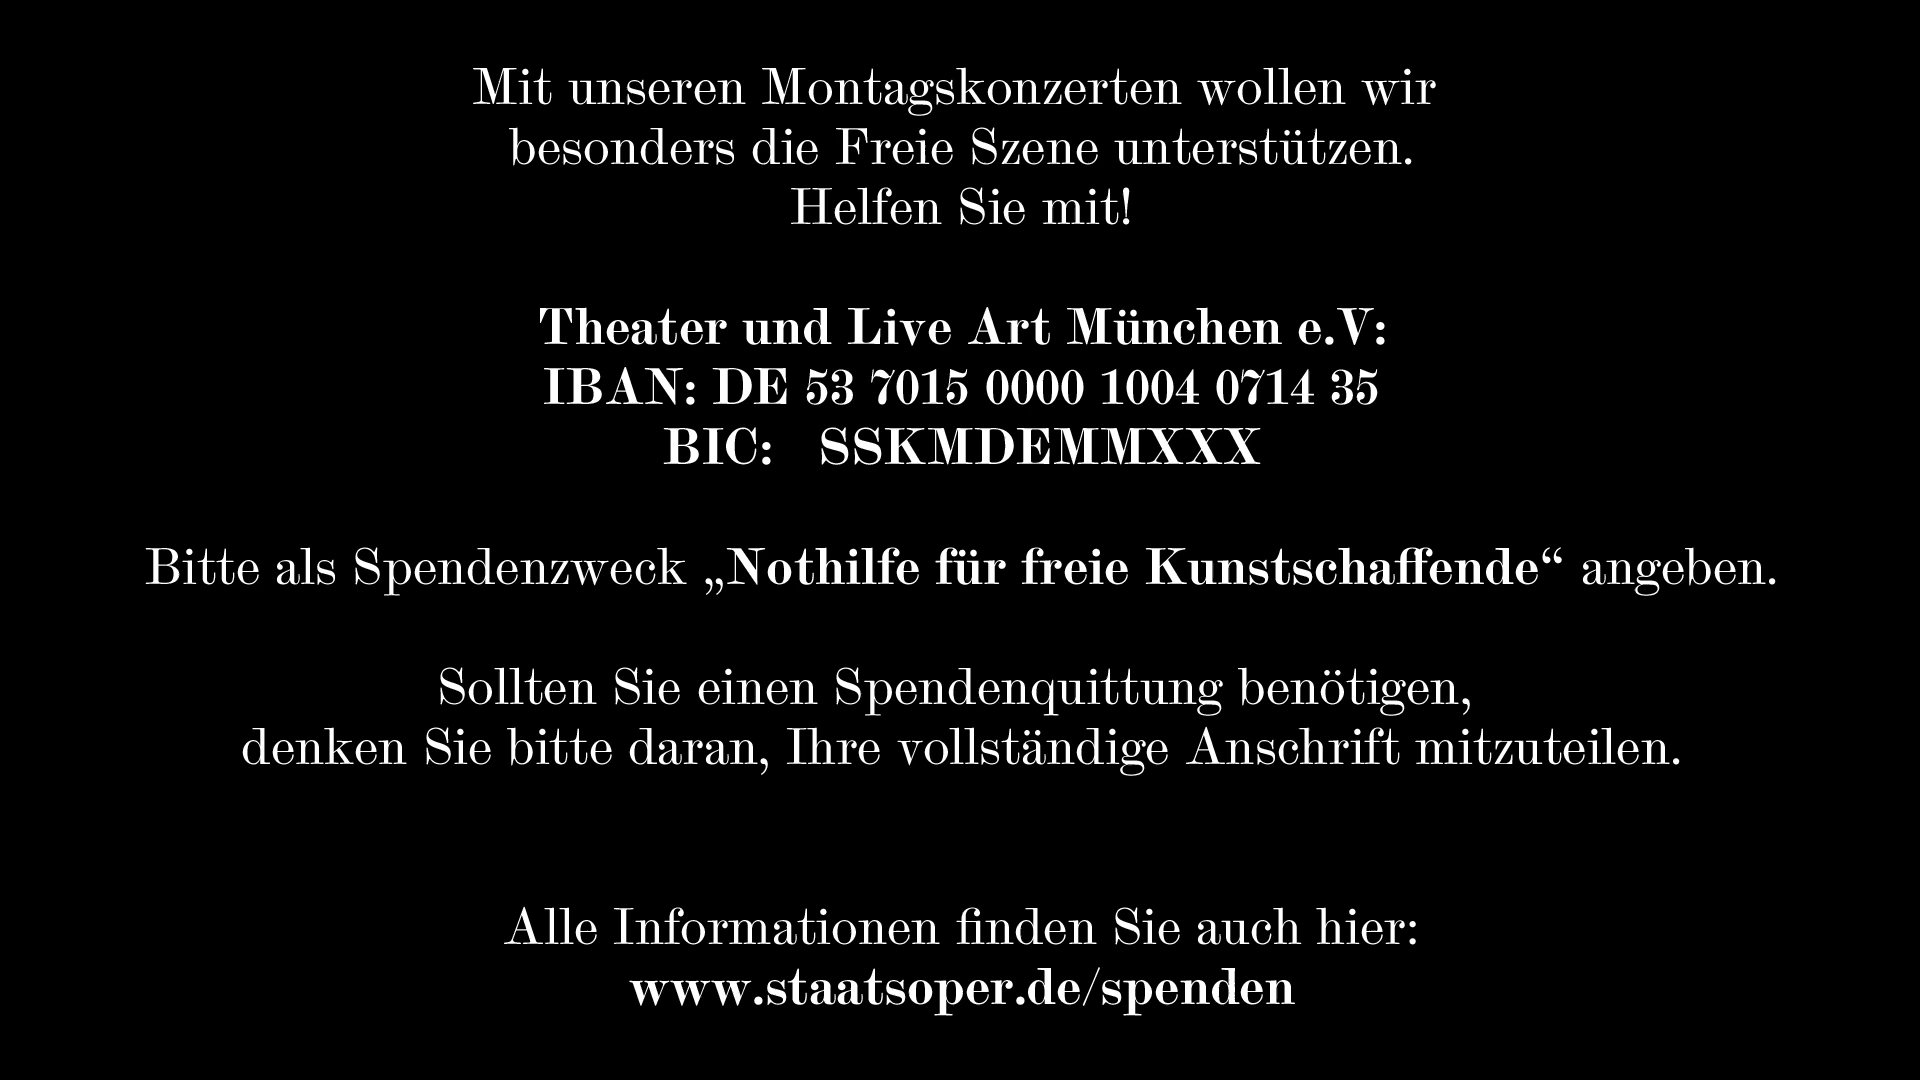 Mit unseren Montagskonzerten wollen wir
besonders die Freie Szene unterstützen.
Helfen Sie mit!
Theater und Live Art München e.V:
IBAN: DE 53 7015 0000 1004 0714 35
BIC: SSKMDEMMXXX
Bitte als Spendenzweck „Nothilfe für freie Kunstschaffende“ angeben.
Sollten Sie einen Spendenquittung benötigen,
denken Sie bitte daran, Ihre vollständige Anschrift mitzuteilen.
Alle Informationen finden Sie auch hier:
www.staatsoper.de/spenden